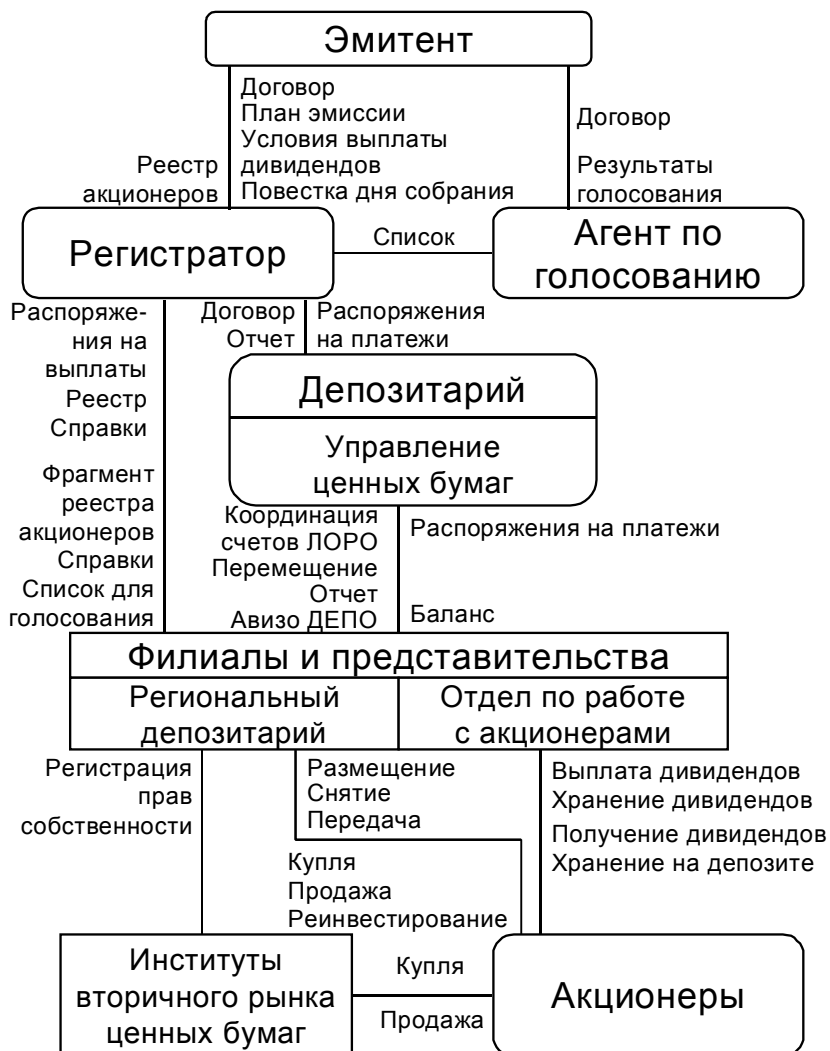 Эмитент
Договор
План эмиссии
Условия выплаты
дивидендов
Повестка дня собрания
Реестр
акционеров
Договор
Результаты
голосования
Регистратор
Список
Агент по
голосованию
Распоряже-
ния на
выплаты
Реестр
Справки
Фрагмент
реестра
акционеров
Справки
Список для
голосования
Договор
Отчет
Распоряжения
на платежи
Депозитарий
Управление
ценных бумаг
Координация
счетов ЛОРО
Перемещение
Отчет
Авизо ДЕПО
Распоряжения на платежи
Баланс
Филиалы и представительства
Региональный
депозитарий
Отдел по работе
с акционерами
Регистрация
прав
собственности
Размещение
Снятие
Передача
Выплата дивидендов
Хранение дивидендов
Получение дивидендов
Хранение на депозите
Купля
Продажа
Реинвестирование
Институты
вторичного рынка
ценных бумаг
Купля
Продажа
Акционеры